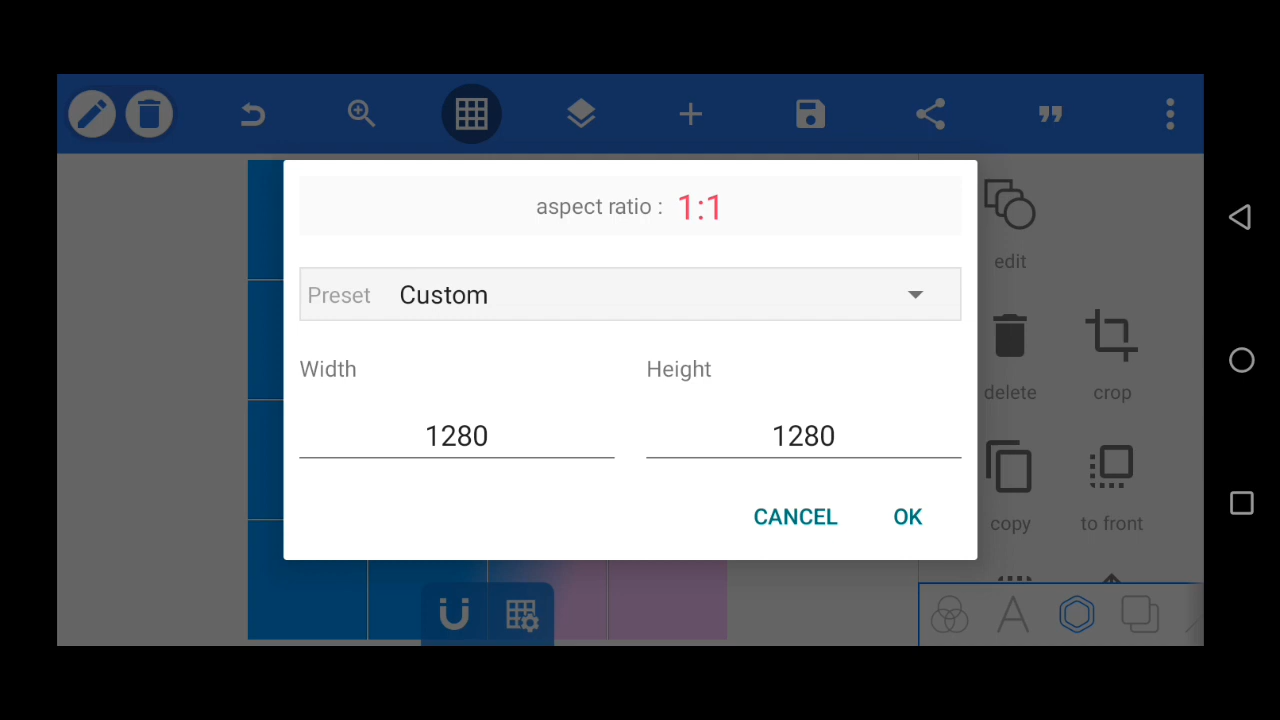 aspect ratio : 1:1
Preset Custom
Width Height
1280 1280
CANCEL OK
edit
delete crop
copy to front